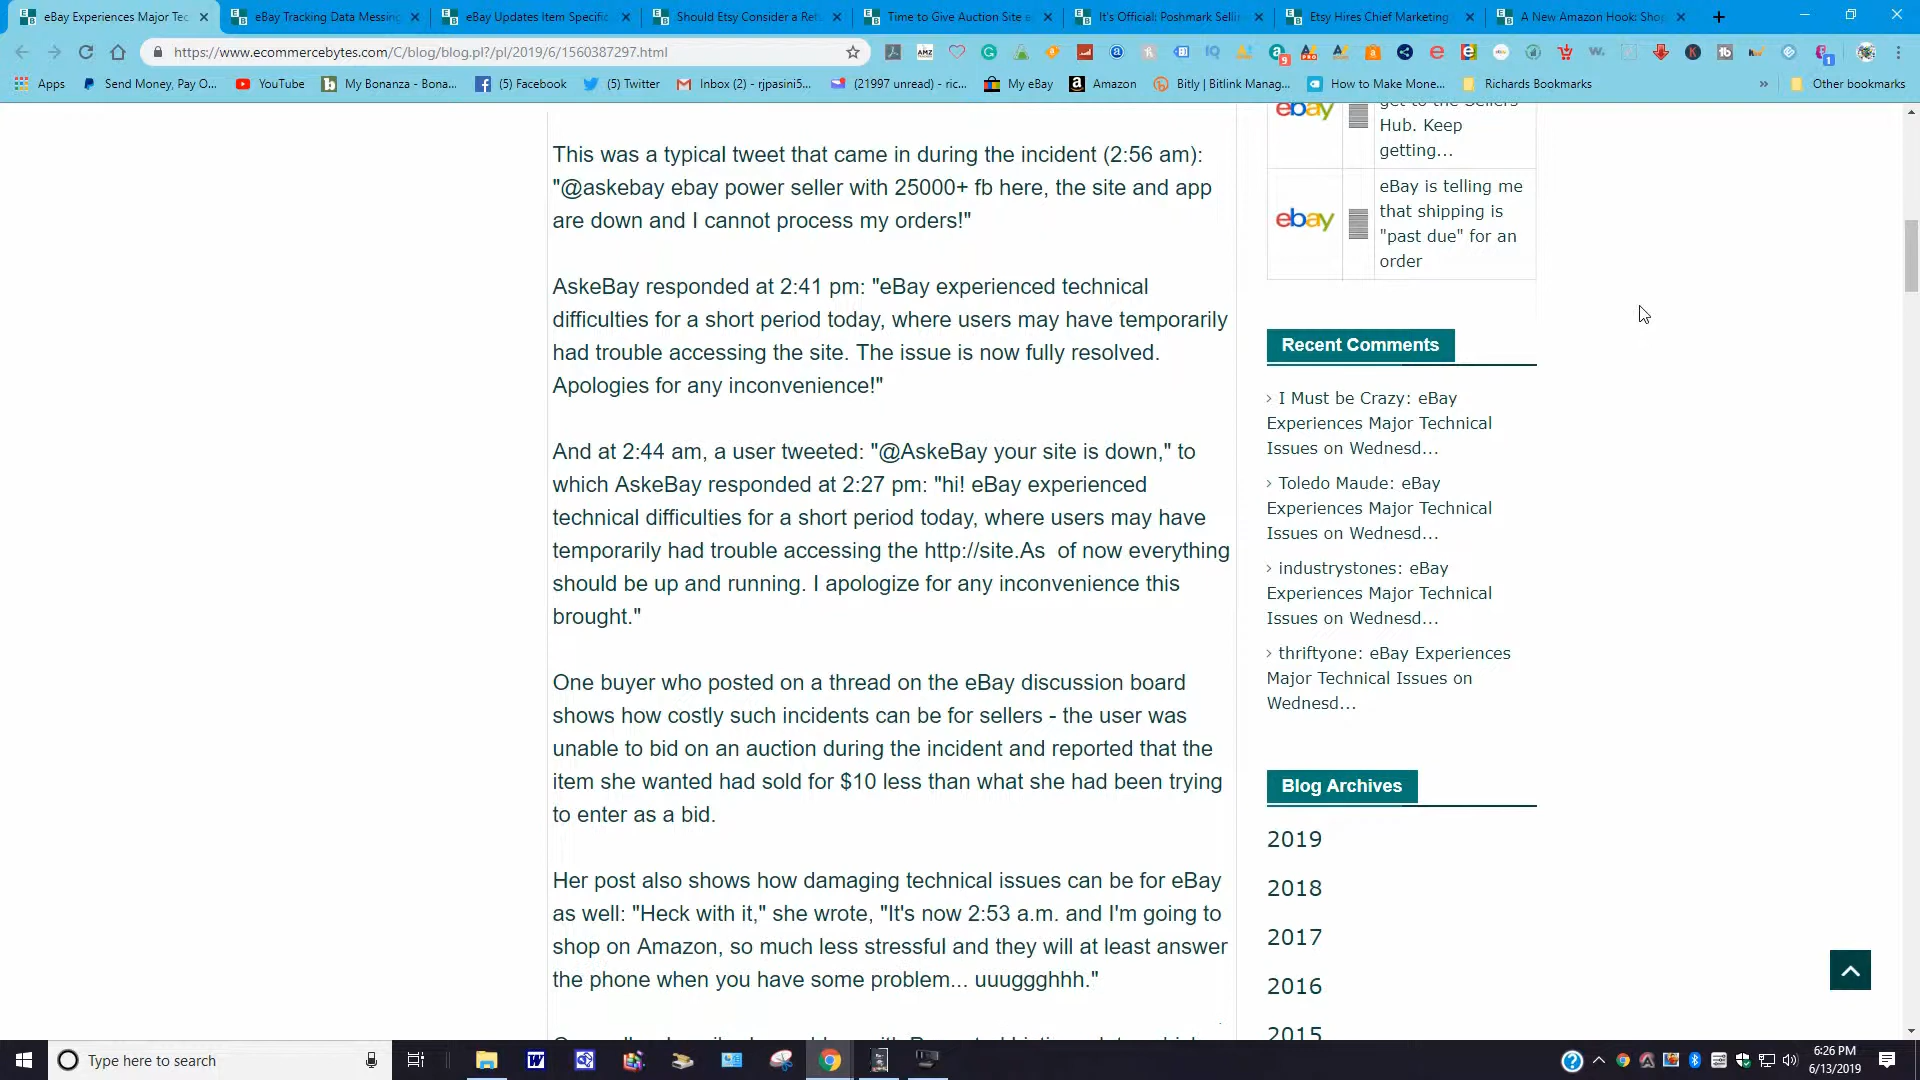 eBay Experiences Major Tec
eBay Tracking Data Messing
eBay Updates Item Specific
Should Etsy Consider a Ref
Time to Give Auction Site e
It's Official: Poshmark Selli
Etsy Hires Chief Marketing
A New Amazon Hook: Shop
https://www.ecommercebytes.com/C/blog/blog.pl?/pl/2019/6/1560387297.html
Apps
Send Money, Pay O...
YouTube
My Bonanza - Bona...
(5) Facebook
(5) Twitter
Inbox (2) - rjpasini5...
(21997 unread) - ric...
My eBay
Amazon
Bitly | Bitlink Manag...
How to Make Mone...
Richards Bookmarks
»
Other bookmarks
This was a typical tweet that came in during the incident (2:56 am):
"@askebay ebay power seller with 25000+ fb here, the site and app
are down and I cannot process my orders!"
AskeBay responded at 2:41 pm: "eBay experienced technical
difficulties for a short period today, where users may have temporarily
had trouble accessing the site. The issue is now fully resolved.
Apologies for any inconvenience!"
And at 2:44 am, a user tweeted: "@AskeBay your site is down," to
which AskeBay responded at 2:27 pm: "hi! eBay experienced
technical difficulties for a short period today, where users may have
temporarily had trouble accessing the http://site.As of now everything
should be up and running. I apologize for any inconvenience this
brought."
One buyer who posted on a thread on the eBay discussion board
shows how costly such incidents can be for sellers - the user was
unable to bid on an auction during the incident and reported that the
item she wanted had sold for $10 less than what she had been trying
to enter as a bid.
Her post also shows how damaging technical issues can be for eBay
as well: "Heck with it," she wrote, "It's now 2:53 a.m. and I'm going to
shop on Amazon, so much less stressful and they will at least answer
the phone when you have some problem... uuuggghhh."
ebay
get to the Sellers
Hub. Keep
getting...
ebay
eBay is telling me
that shipping is
"past due" for an
order
Recent Comments
› I Must be Crazy: eBay
Experiences Major Technical
Issues on Wednesd...
› Toledo Maude: eBay
Experiences Major Technical
Issues on Wednesd...
› industrystones: eBay
Experiences Major Technical
Issues on Wednesd...
› thriftyone: eBay Experiences
Major Technical Issues on
Wednesd...
Blog Archives
2019
2018
2017
2016
2015
Type here to search
6:26 PM
6/13/2019